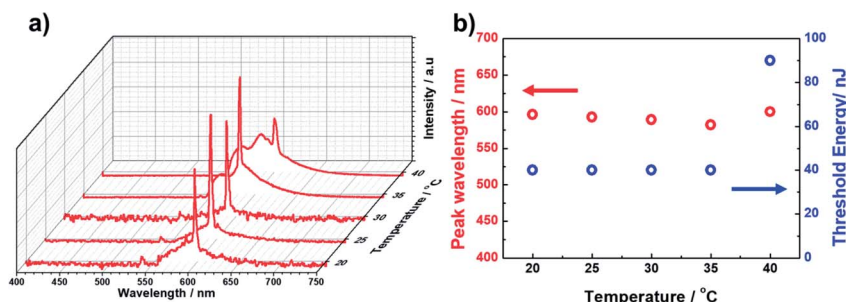 a)
Intensity / a.u
40
35
30
25
20
Temperature / °C
400 450 500 550 600 650 700 750
Wavelength / nm
b)
700
650
600
550
500
450
400
Peak wavelength / nm
100
80
60
40
20
0
Threshold Energy/ nJ
20 25 30 35 40
Temperature / °C